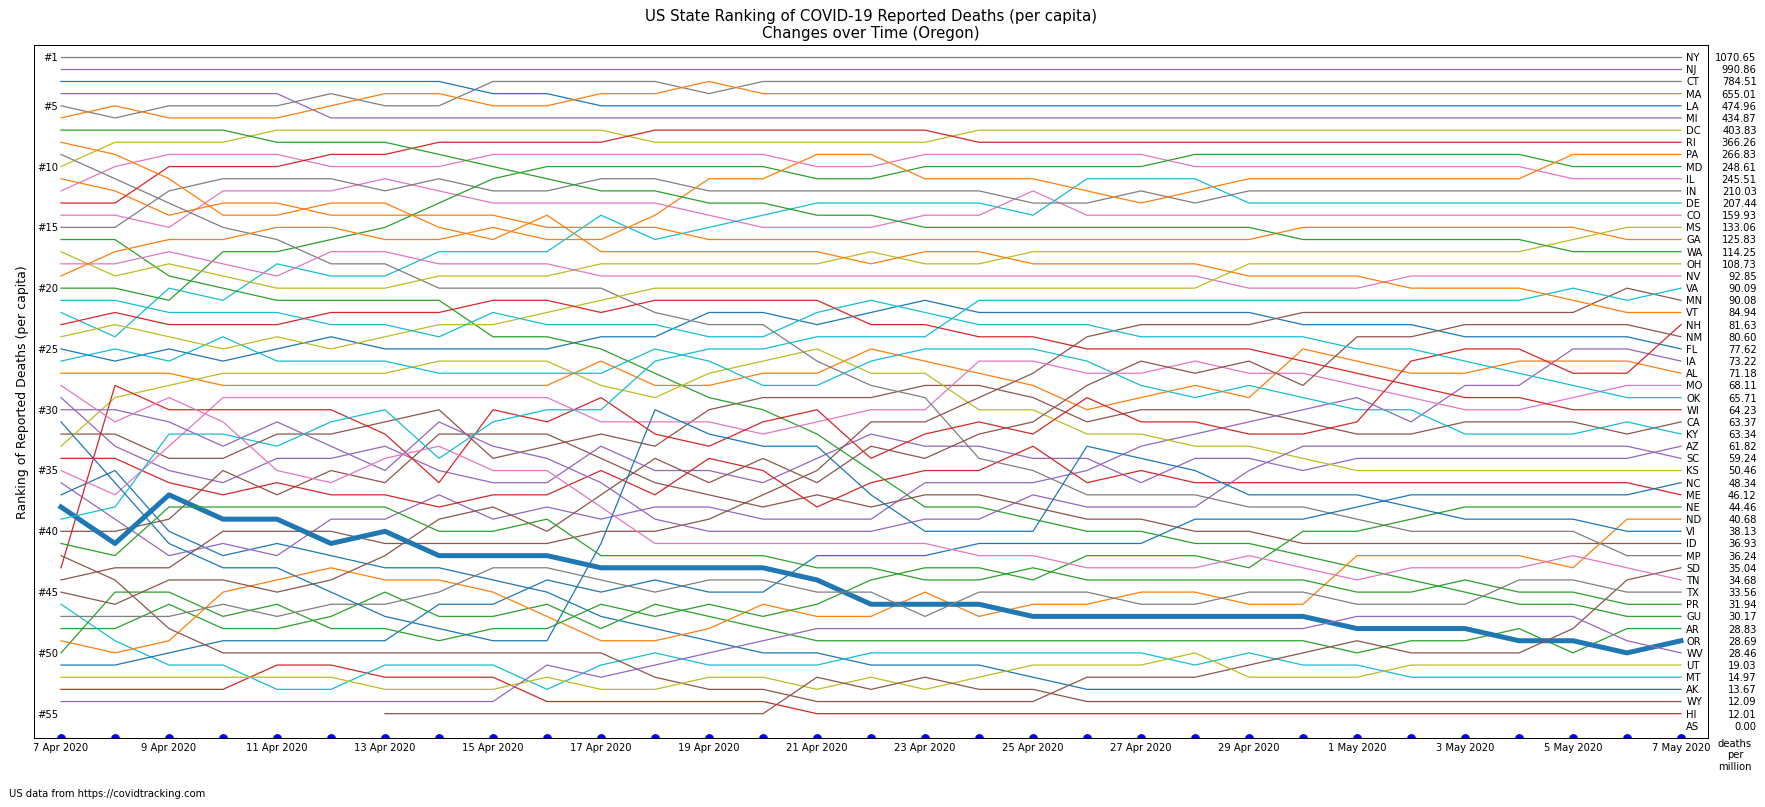 US State Ranking of COVID-19 Reported Deaths (per capita)
Changes over Time (Oregon)
Ranking of Reported Deaths (per capita)
#1
#5
#10
#15
#20
#25
#30
#35
#40
#45
#50
#55
NY 1070.65
NJ 990.86
CT 784.51
MA 655.01
LA 474.96
MI 434.87
DC 403.83
RI 366.26
PA 266.83
MD 248.61
IL 245.51
IN 210.03
DE 207.44
CO 159.93
MS 133.06
GA 125.83
WA 114.25
OH 108.73
NV 92.85
VA 90.09
MN 90.08
VT 84.94
NH 81.63
NM 80.60
FL 77.62
IA 73.22
AL 71.18
MO 68.11
OK 65.71
WI 64.23
CA 63.37
KY 63.34
AZ 61.82
SC 59.24
KS 50.46
NC 48.34
ME 46.12
NE 44.46
ND 40.68
VI 38.13
ID 36.93
MP 36.24
SD 35.04
TN 34.68
TX 33.56
PR 31.94
GU 30.17
AR 28.83
OR 28.69
WV 28.46
UT 19.03
MT 14.97
AK 13.67
WY 12.09
HI 12.01
AS 0.00
7 Apr 2020 9 Apr 2020 11 Apr 2020 13 Apr 2020 15 Apr 2020 17 Apr 2020 19 Apr 2020 21 Apr 2020 23 Apr 2020 25 Apr 2020 27 Apr 2020 29 Apr 2020 1 May 2020 3 May 2020 5 May 2020 7 May 2020
deaths
per
million
US data from https://covidtracking.com